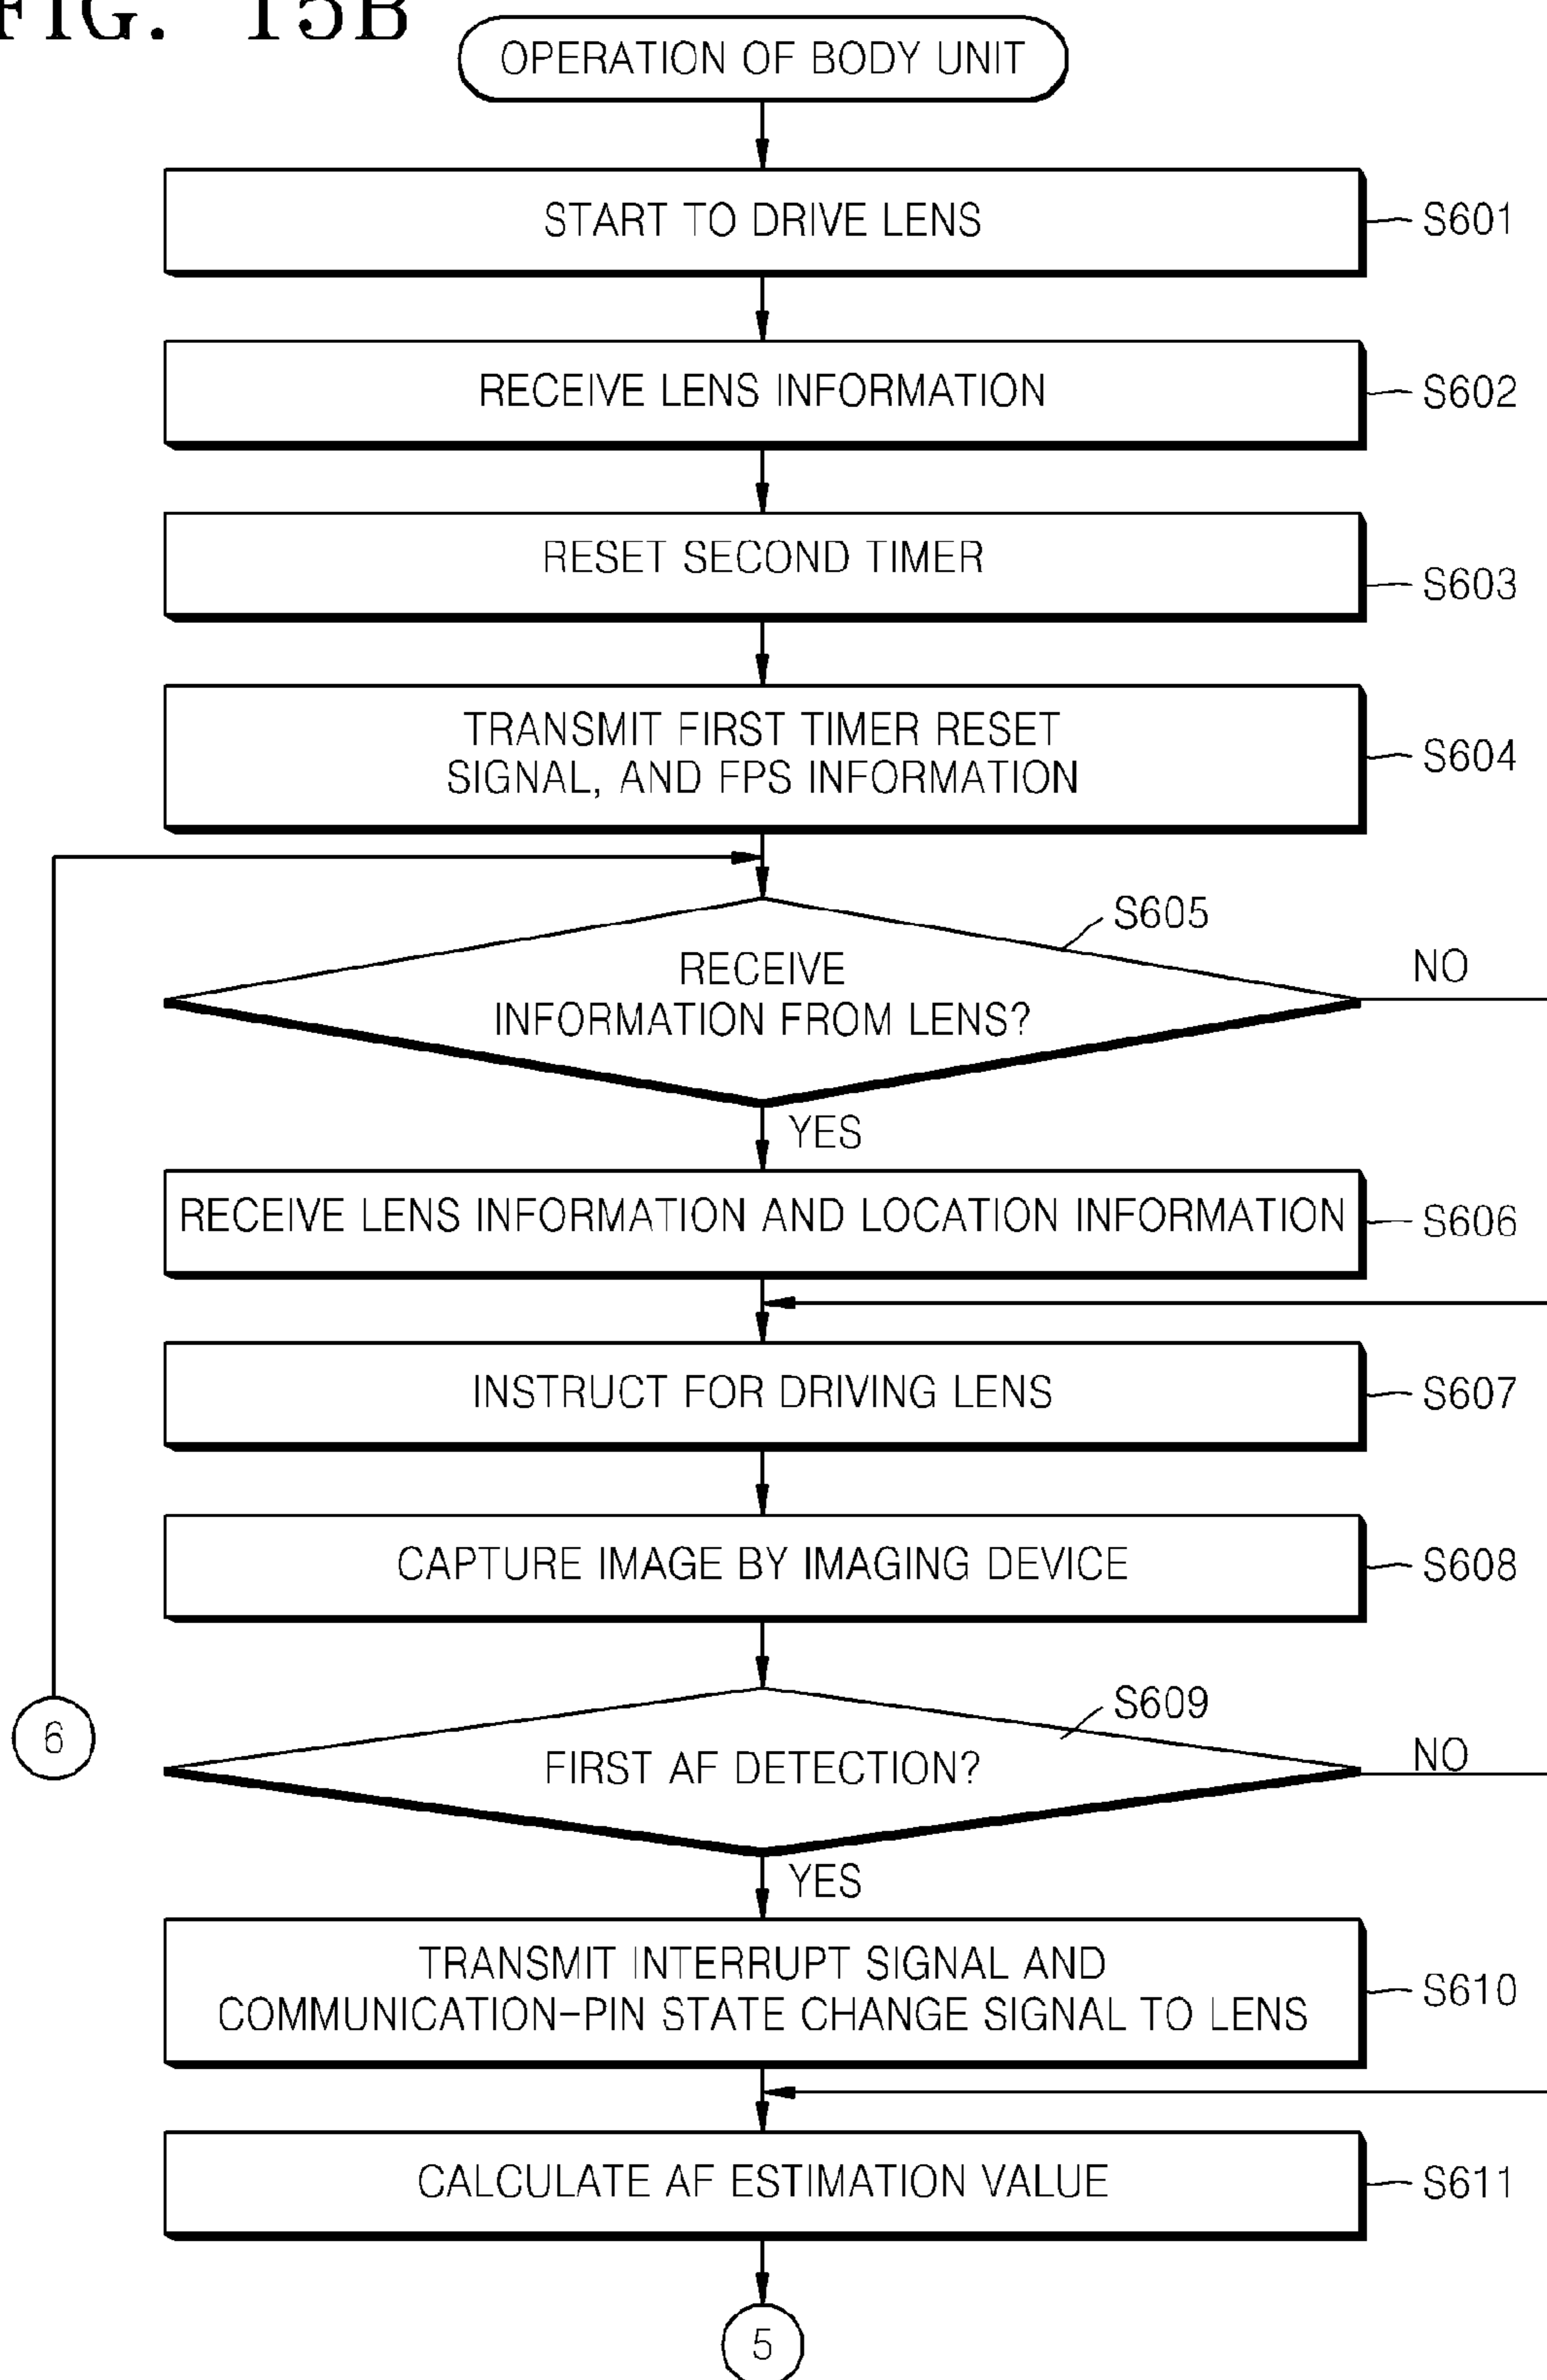 FIG. 15B
OPERATION OF BODY UNIT
START TO DRIVE LENS
S601
RECEIVE LENS INFORMATION
S602
RESET SECOND TIMER
S603
TRANSMIT FIRST TIMER RESET
SIGNAL, AND FPS INFORMATION
S604
S605
RECEIVE
INFORMATION FROM LENS?
NO
YES
RECEIVE LENS INFORMATION AND LOCATION INFORMATION
S606
INSTRUCT FOR DRIVING LENS
S607
CAPTURE IMAGE BY IMAGING DEVICE
S608
S609
6
FIRST AF DETECTION?
NO
YES
TRANSMIT INTERRUPT SIGNAL AND
COMMUNICATION-PIN STATE CHANGE SIGNAL TO LENS
S610
CALCULATE AF ESTIMATION VALUE
S611
5